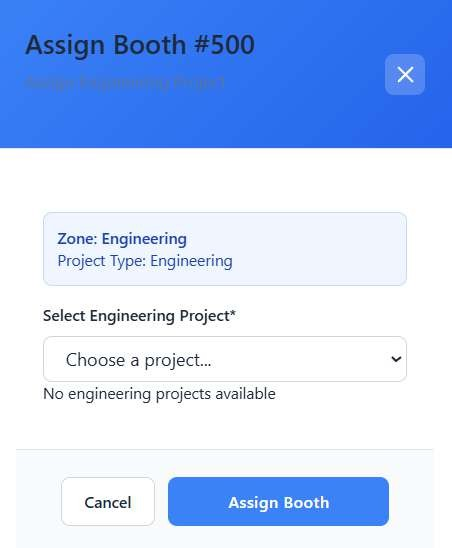 Assign Booth #500
Assign Engineering Project
Zone: Engineering
Project Type: Engineering
Select Engineering Project*
Choose a project...
No engineering projects available
Cancel
Assign Booth